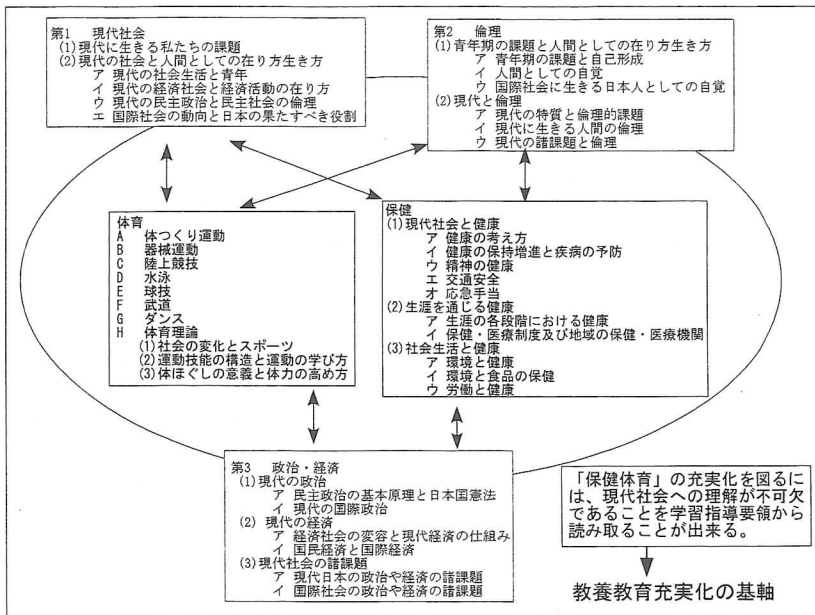 第1 現代社会
(1)現代に生きる私たちの課題
(2)現代の社会と人間としての在り方生き方
ア 現代の社会生活と青年
イ 現代の経済社会と経済活動の在り方
ウ 現代の民主政治と民主社会の倫理
エ 国際社会の動向と日本の果たすべき役割
第2 倫理
(1)青年期の課題と人間としての在り方生き方
ア 青年期の課題と自己形成
イ 人間としての自覚
ウ 国際社会に生きる日本人としての自覚
(2)現代と倫理
ア 現代の特質と倫理的課題
イ 現代に生きる人間の倫理
ウ 現代の諸課題と倫理
体育
A 体つくり運動
B 器械運動
C 陸上競技
D 水泳
E 球技
F 武道
G ダンス
H 体育理論
(1)社会の変化とスポーツ
(2)運動技能の構造と運動の学び方
(3)体ほぐしの意義と体力の高め方
保健
(1)現代社会と健康
ア 健康の考え方
イ 健康の保持増進と疾病の予防
ウ 精神の健康
エ 交通安全
オ 応急手当
(2)生涯を通じる健康
ア 生涯の各段階における健康
イ 保健・医療制度及び地域の保健・医療機関
(3)社会生活と健康
ア 環境と健康
イ 環境と食品の保健
ウ 労働と健康
第3 政治・経済
(1)現代の政治
ア 民主政治の基本原理と日本国憲法
イ 現代の国際政治
(2) 現代の経済
ア 経済社会の変容と現代経済の仕組み
イ 国民経済と国際経済
(3)現代社会の諸課題
ア 現代日本の政治や経済の諸課題
イ 国際社会の政治や経済の諸課題
「保健体育」の充実化を図るに
は、現代社会への理解が不可欠
であることを学習指導要領から
読み取ることが出来る。
教養教育充実化の基軸